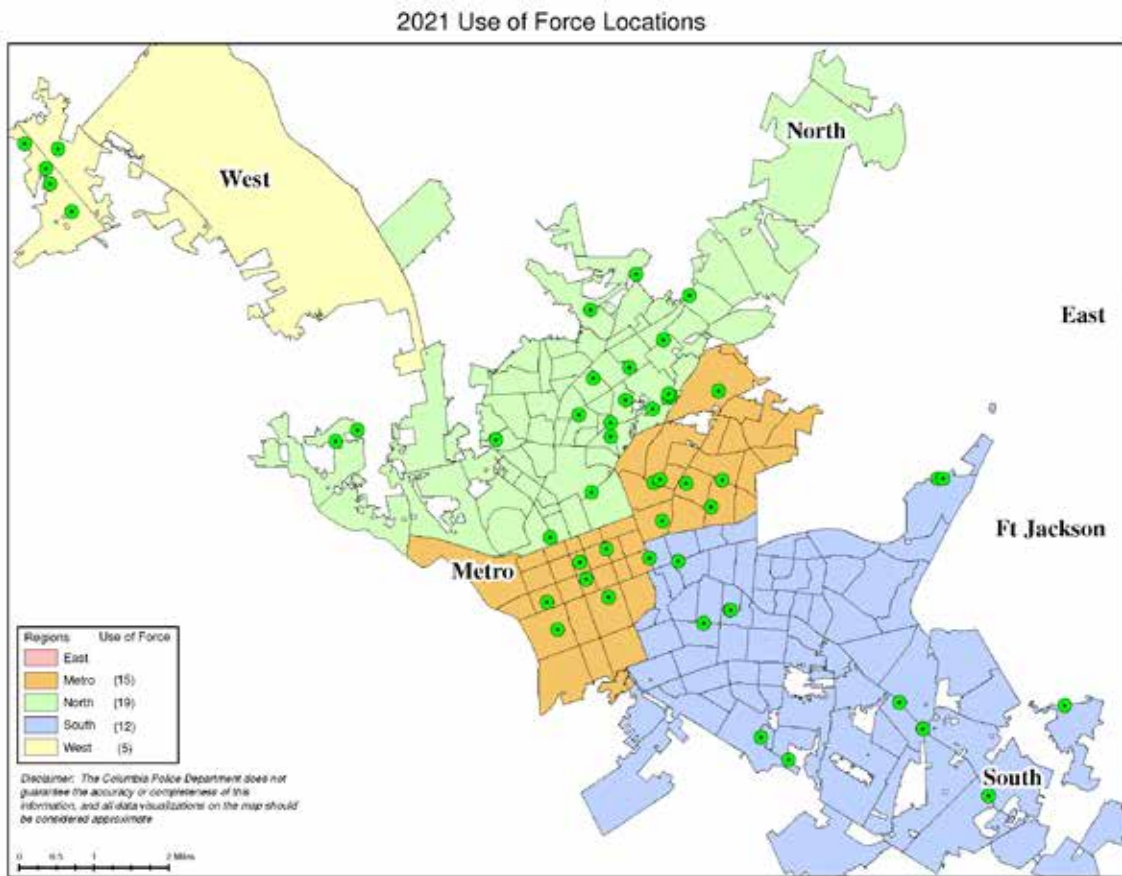 2021 Use of Force Locations
North
West
East
Ft Jackson
Metro
South
Regions Use of Force
East
Metro (15)
North (19)
South (12)
West (5)
Disclaimer: The Columbia Police Department does not
guarantee the accuracy or completeness of this
information, and all data visualizations on the map should
be considered approximate
0 0.5 1 2 Miles